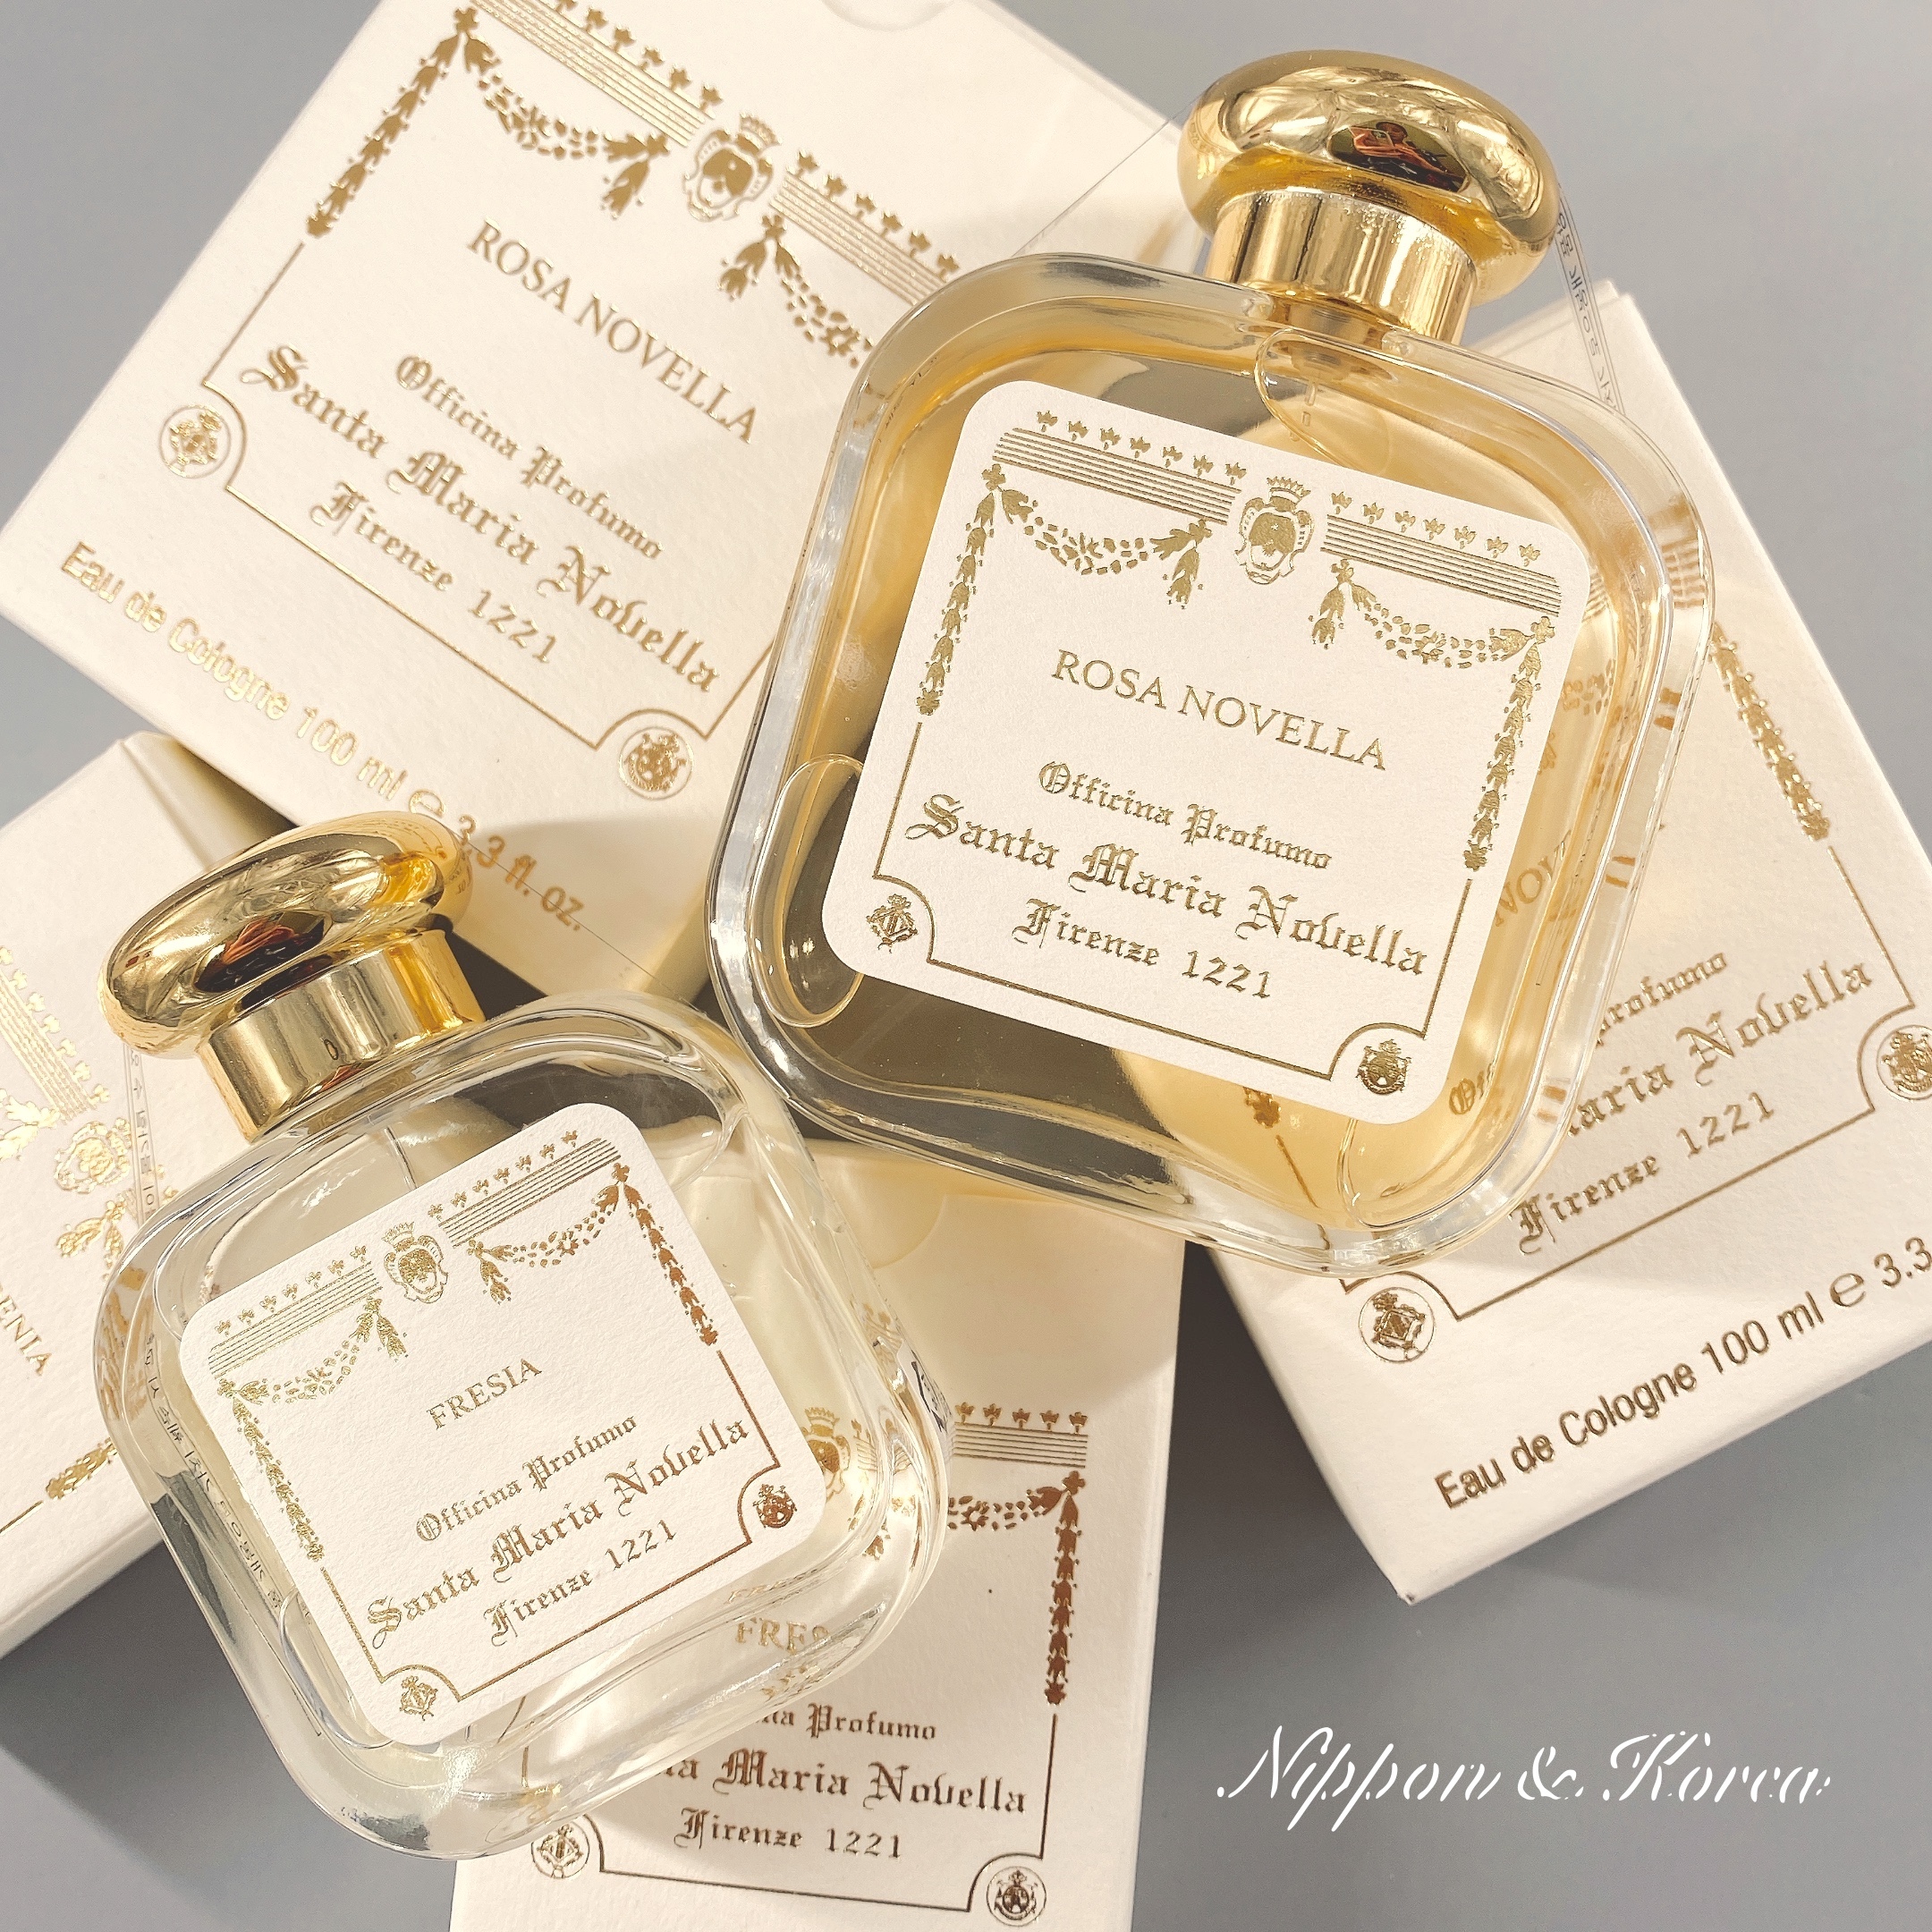 ROSA NOVELLA
Officina Profumo
Santa Maria Novella
Firenze 1221
Eau de Cologne 100 ml ℮ 3.3 fl. oz.
ROSA NOVELLA
Officina Profumo
Santa Maria Novella
Firenze 1221
Profumo
Maria Novella
Firenze 1221
Eau de Cologne 100 ml ℮ 3.3
FRESIA
Officina Profumo
Santa Maria Novella
Firenze 1221
Profumo
Maria Novella
Firenze 1221
Nippon & Korea